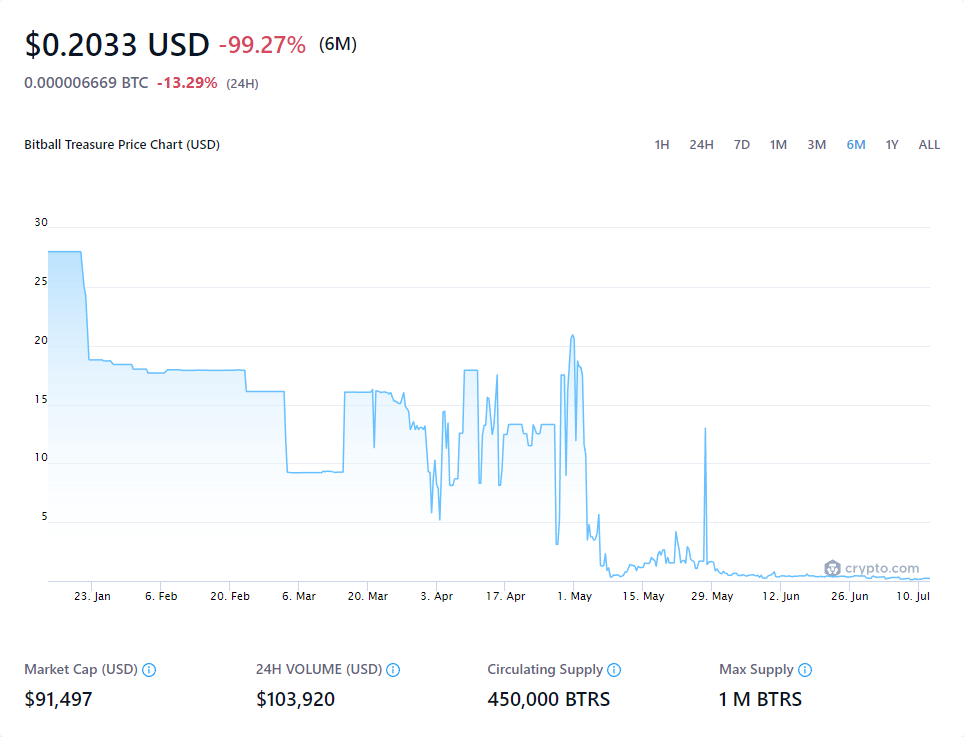 $0.2033 USD -99.27% (6M)
0.000006669 BTC -13.29% (24H)
Bitball Treasure Price Chart (USD) 1H 24H 7D 1M 3M 6M 1Y ALL
30
25
20
15
10
5
crypto.com
23. Jan 6. Feb 20. Feb 6. Mar 20. Mar 3. Apr 17. Apr 1. May 15. May 29. May 12. Jun 26. Jun 10. Jul
Market Cap (USD) 24H VOLUME (USD) Circulating Supply Max Supply
$91,497 $103,920 450,000 BTRS 1 M BTRS